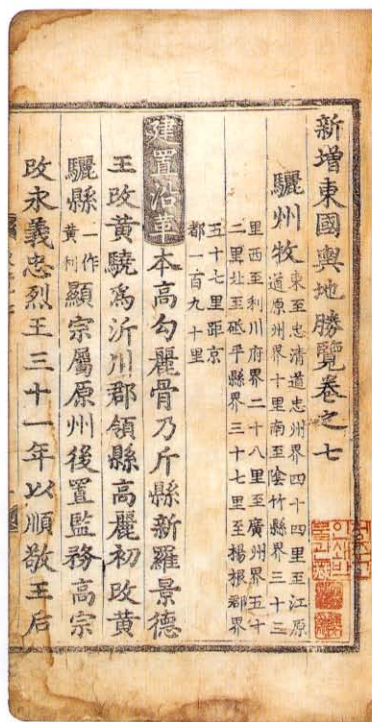 新增東國輿地勝覽卷之七
驪州牧 東至忠清道忠州界四十四里至江原
道原州界十里南至陰竹縣界三十三
里西至利川府界二十八里至廣州界五十
二里北至砥平縣界三十七里至楊根郡界
五十七里距京
都一百九十里
建置沿革 本高勾麗骨乃斤縣新羅景德
王改黃驍爲沂川郡領縣高麗初改黃
驪縣一作黃利顯宗屬原州後置監務高宗
改永義忠烈王三十一年以順敬王后